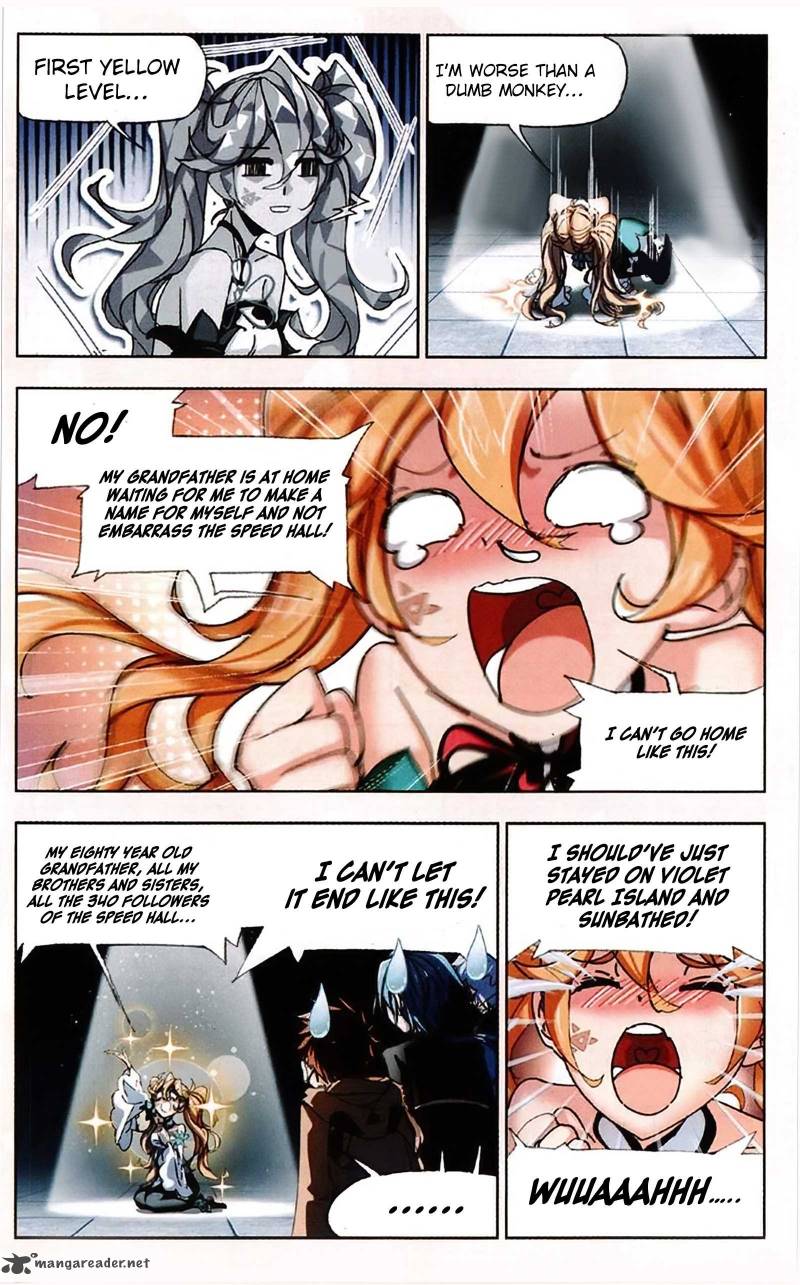 FIRST YELLOW
LEVEL...
I'M WORSE THAN A
DUMB MONKEY...
NO!
MY GRANDFATHER IS AT HOME
WAITING FOR ME TO MAKE A
NAME FOR MYSELF AND NOT
EMBARRASS THE SPEED HALL!
I CAN'T GO HOME
LIKE THIS!
MY EIGHTY YEAR OLD
GRANDFATHER, ALL MY
BROTHERS AND SISTERS,
ALL THE 340 FOLLOWERS
OF THE SPEED HALL...
I CAN'T LET
IT END LIKE THIS!
......
I SHOULD'VE JUST
STAYED ON VIOLET
PEARL ISLAND AND
SUNBATHED!
WUUAAAHHH.....
mangareader.net